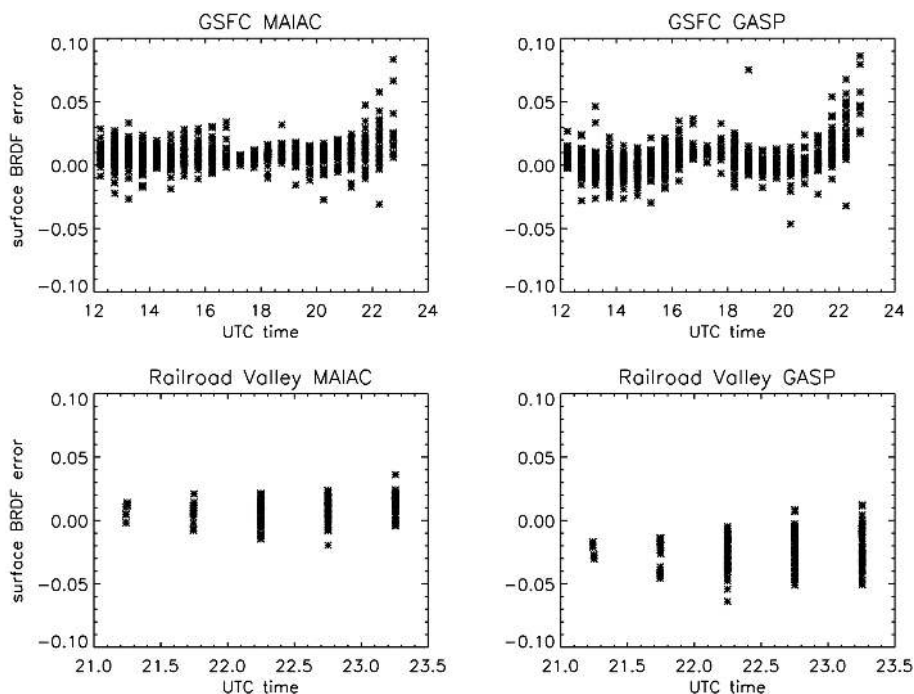 GSFC MAIAC
GSFC GASP
surface BRDF error
0.10
0.05
0.00
−0.05
−0.10
12 14 16 18 20 22 24
UTC time
0.10
0.05
0.00
−0.05
−0.10
12 14 16 18 20 22 24
UTC time
Railroad Valley MAIAC
Railroad Valley GASP
surface BRDF error
0.10
0.05
0.00
−0.05
−0.10
21.0 21.5 22.0 22.5 23.0 23.5
UTC time
0.10
0.05
0.00
−0.05
−0.10
21.0 21.5 22.0 22.5 23.0 23.5
UTC time